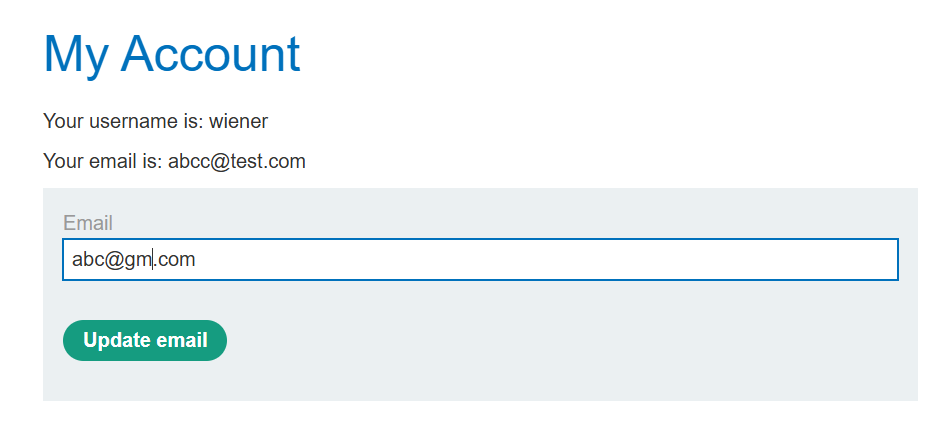 My Account
Your username is: wiener
Your email is: abcc@test.com
Email
abc@gm.com
Update email